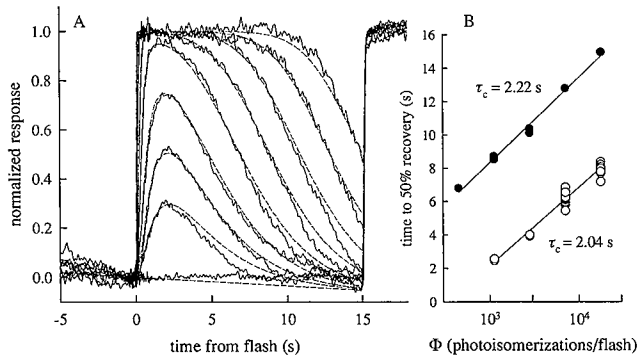 A
normalized response
1.0
0.8
0.6
0.4
0.2
0.0
-5
0
5
10
15
time from flash (s)
B
time to 50% recovery (s)
16
14
12
10
8
6
4
2
0
τc = 2.22 s
τc = 2.04 s
10³
10⁴
Φ (photoisomerizations/flash)